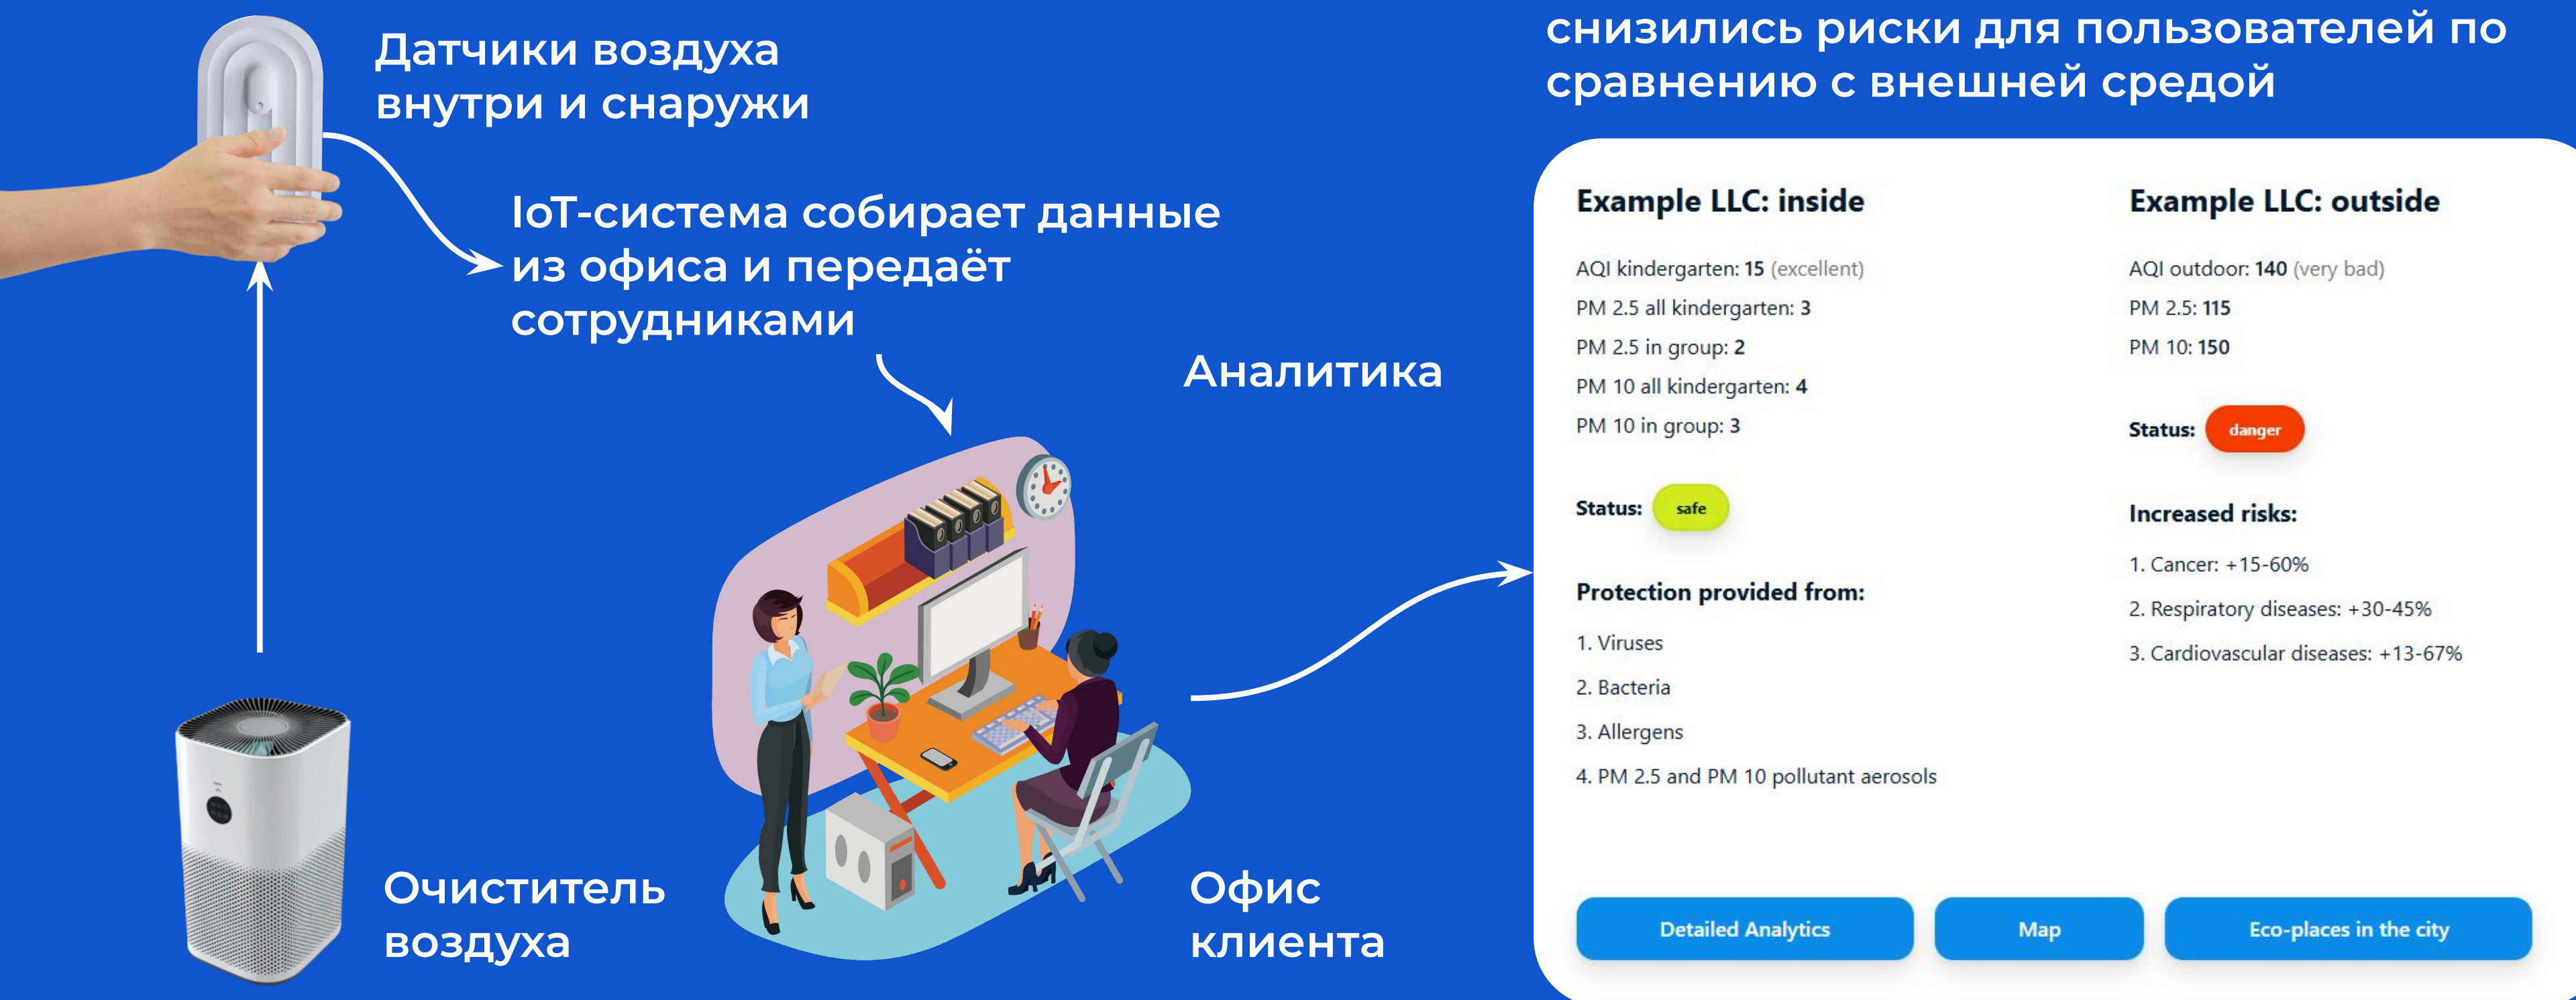 Датчики воздуха
внутри и снаружи
IoT-система собирает данные
из офиса и передаёт
сотрудниками
Аналитика
Очиститель
воздуха
Офис
клиента
снизились риски для пользователей по
сравнению с внешней средой
Example LLC: inside
AQI kindergarten: 15 (excellent)
PM 2.5 all kindergarten: 3
PM 2.5 in group: 2
PM 10 all kindergarten: 4
PM 10 in group: 3
Status: safe
Protection provided from:
1. Viruses
2. Bacteria
3. Allergens
4. PM 2.5 and PM 10 pollutant aerosols
Example LLC: outside
AQI outdoor: 140 (very bad)
PM 2.5: 115
PM 10: 150
Status: danger
Increased risks:
1. Cancer: +15-60%
2. Respiratory diseases: +30-45%
3. Cardiovascular diseases: +13-67%
Detailed Analytics
Map
Eco-places in the city